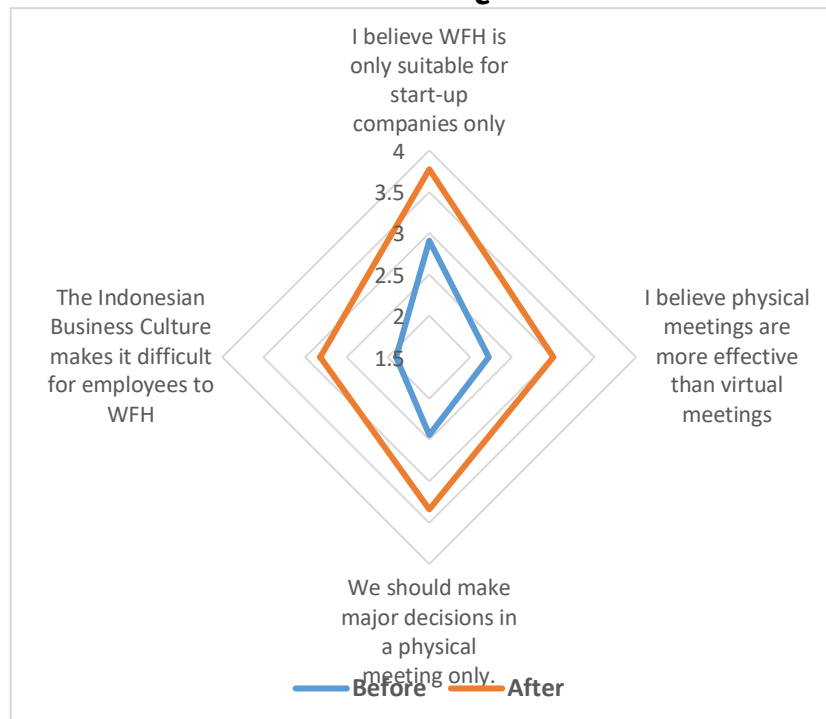 I believe WFH is
only suitable for
start-up
companies only
4
3.5
3
2.5
2
1.5
The Indonesian
Business Culture
makes it difficult
for employees to
WFH
I believe physical
meetings are
more effective
than virtual
meetings
We should make
major decisions in
a physical
meeting only.
Before After